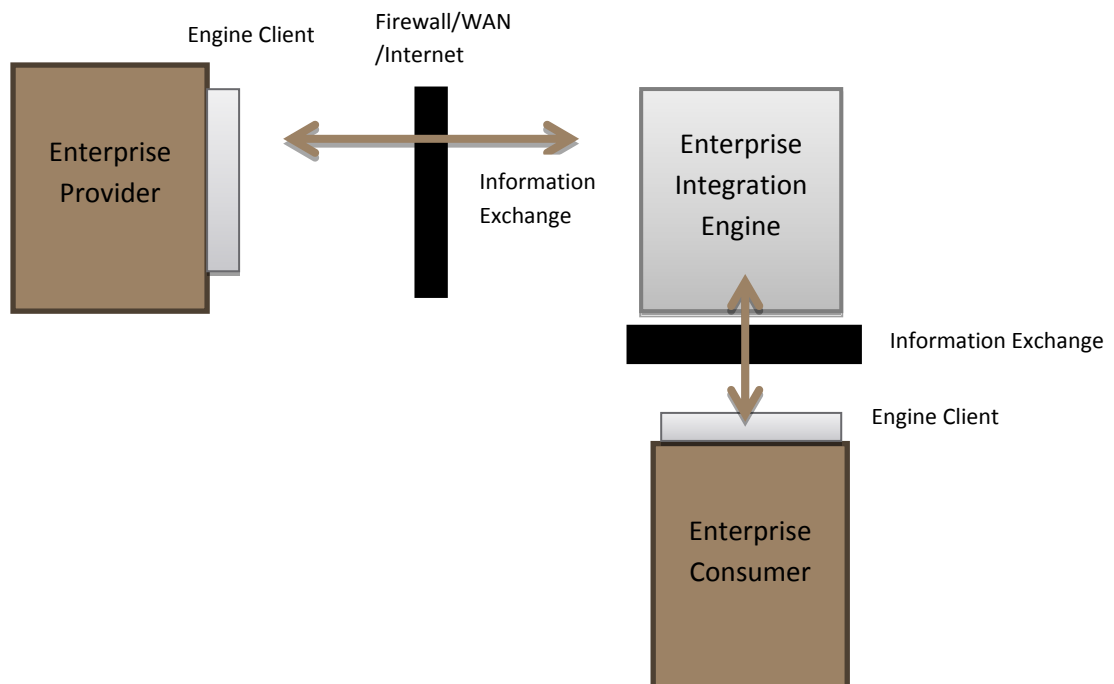 Engine Client
Firewall/WAN
/Internet
Enterprise
Provider
Information
Exchange
Enterprise
Integration
Engine
Information Exchange
Engine Client
Enterprise
Consumer